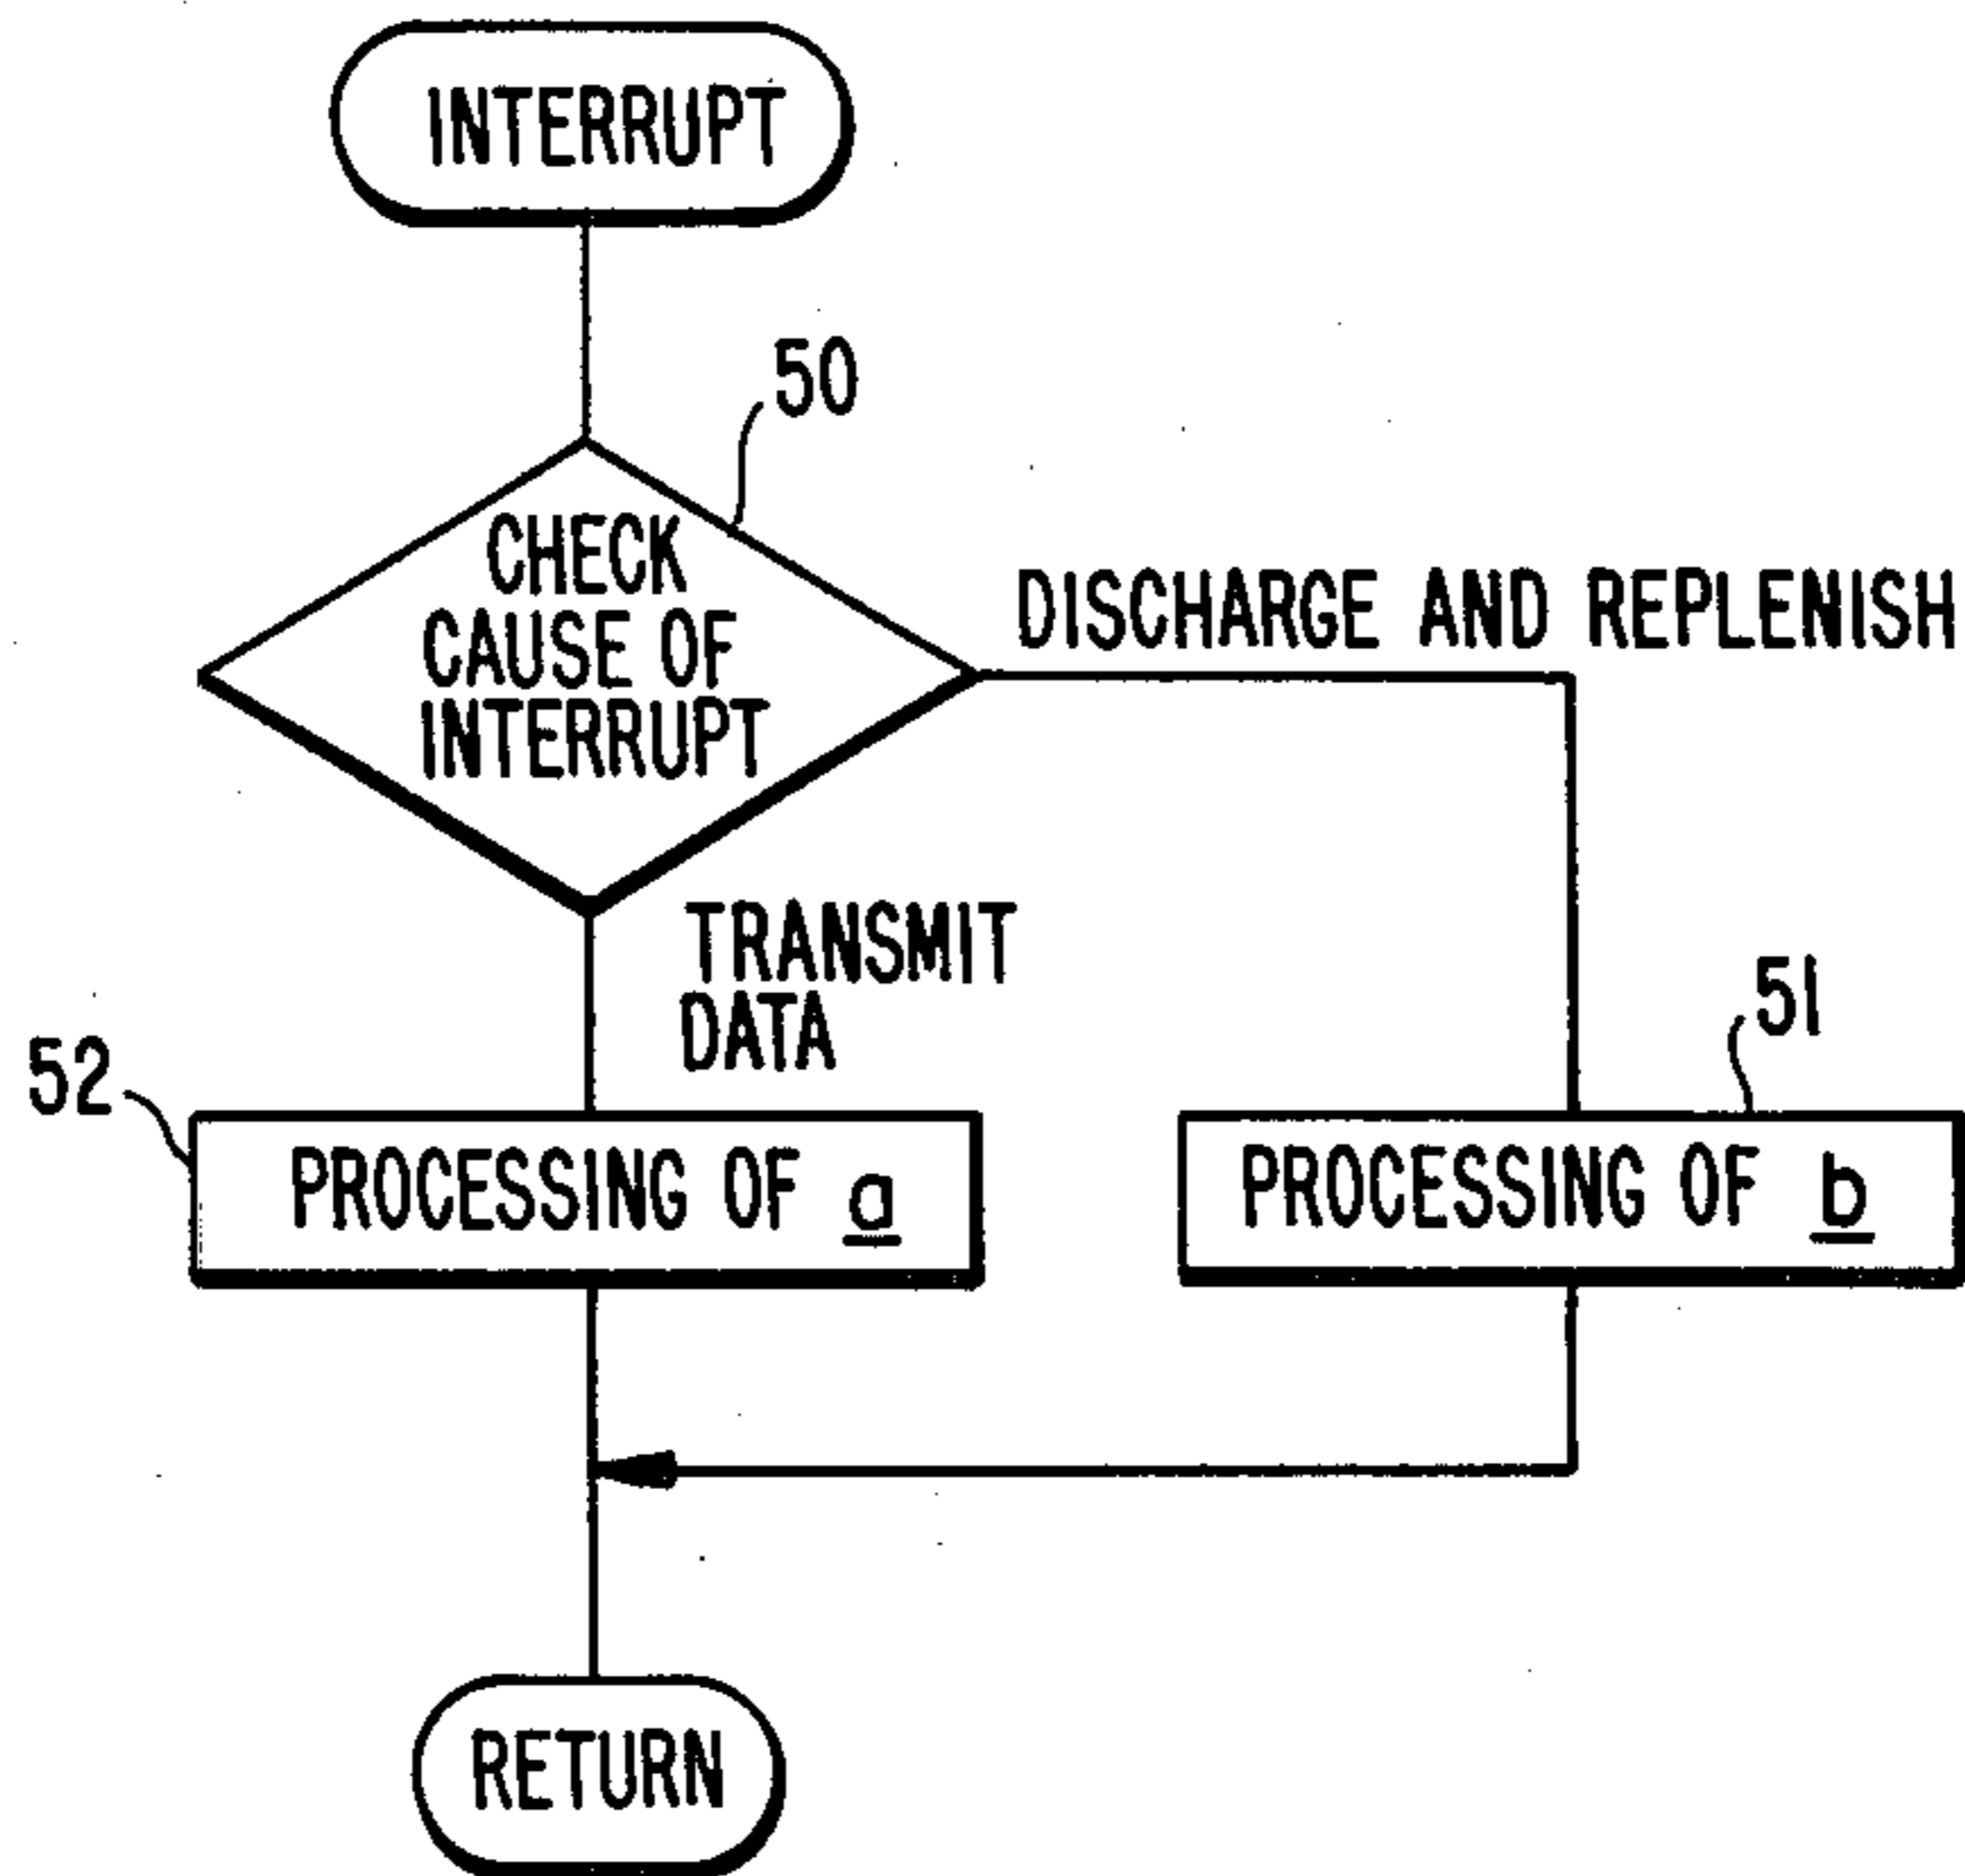 INTERRUPT
50
CHECK
CAUSE OF
INTERRUPT
DISCHARGE AND REPLENISH
TRANSMIT
DATA
52
51
PROCESSING OF a
PROCESSING OF b
RETURN